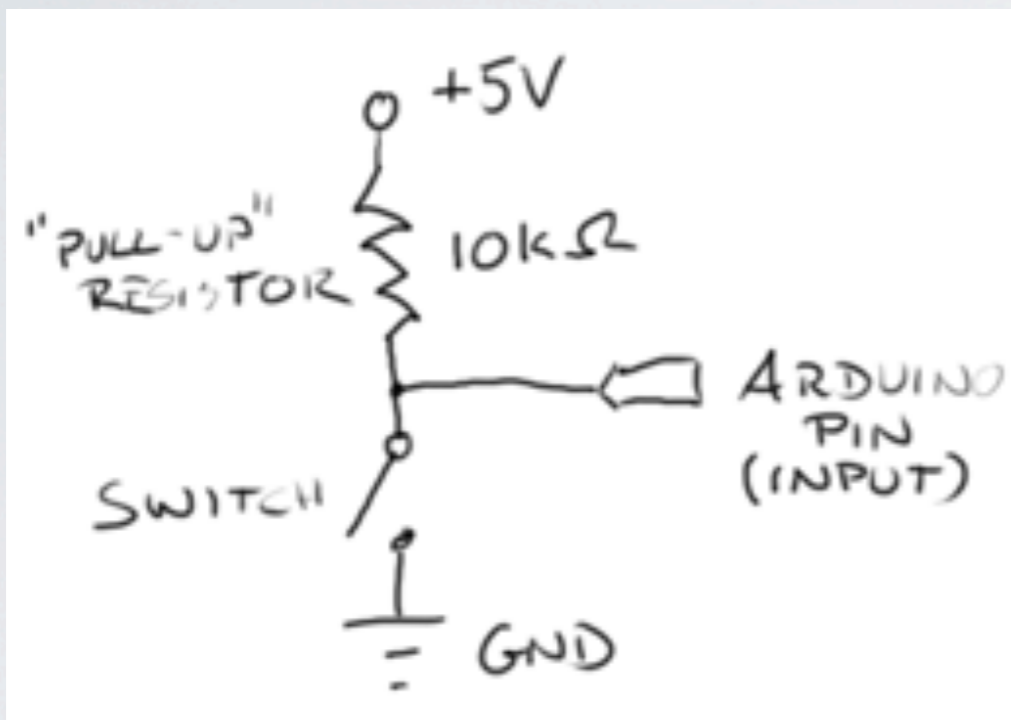 +5V
"PULL-UP"
RESISTOR
10kΩ
ARDUINO
PIN
(INPUT)
SWITCH
GND